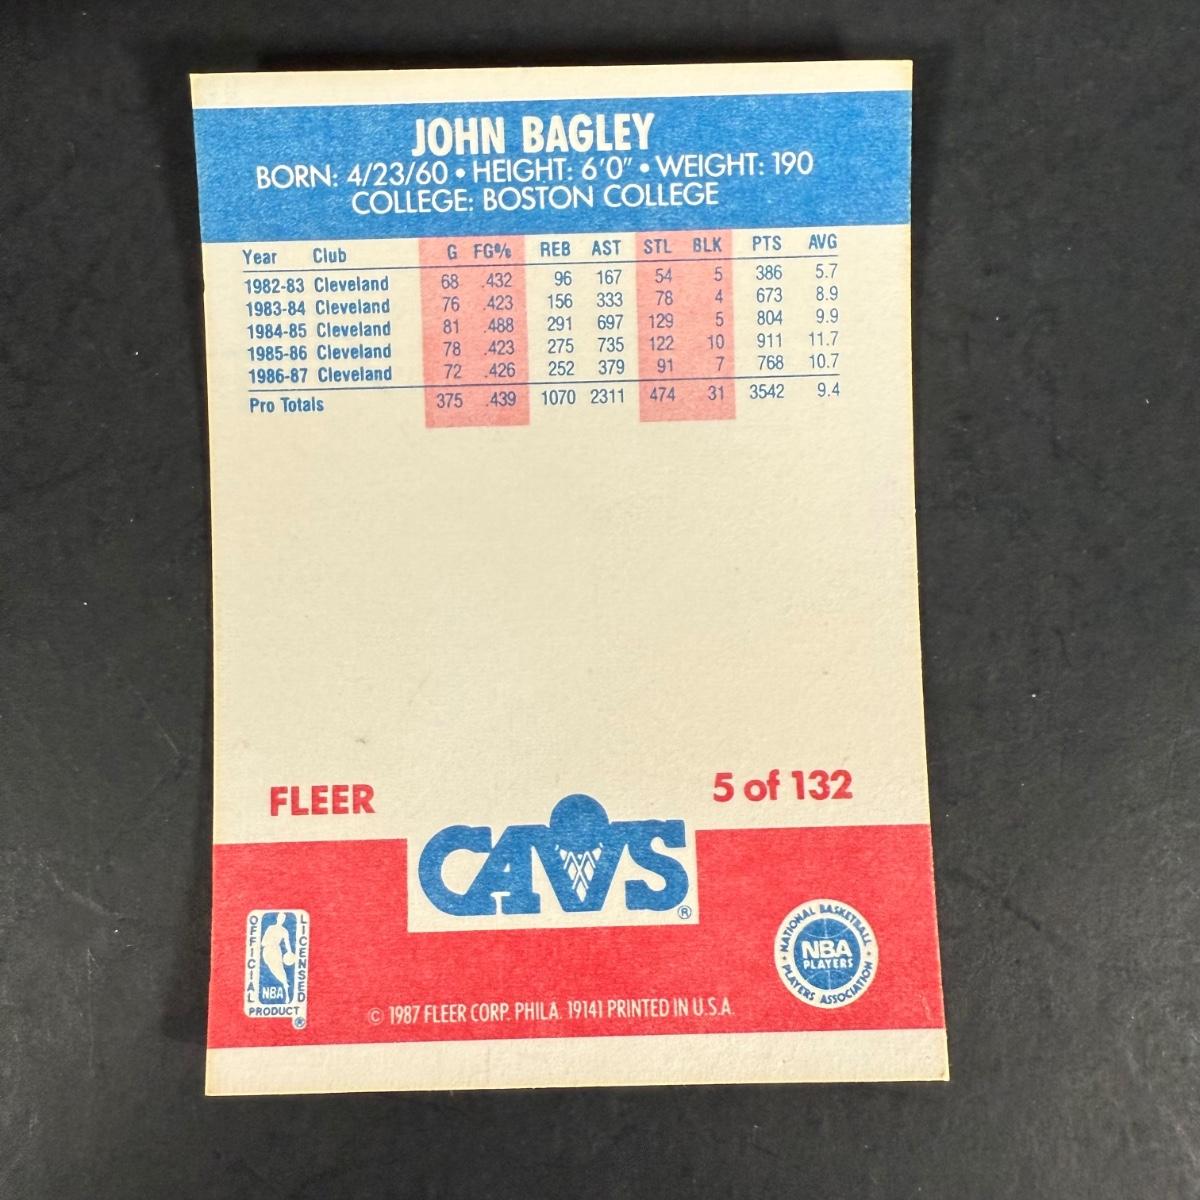 JOHN BAGLEY
BORN: 4/23/60 • HEIGHT: 6'0" • WEIGHT: 190
COLLEGE: BOSTON COLLEGE
Year Club G FG% REB AST STL BLK PTS AVG
1982-83 Cleveland 68 .432 96 167 54 5 386 5.7
1983-84 Cleveland 76 .423 156 333 78 4 673 8.9
1984-85 Cleveland 81 .488 291 697 129 5 804 9.9
1985-86 Cleveland 78 .423 275 735 122 10 911 11.7
1986-87 Cleveland 72 .426 252 379 91 7 768 10.7
Pro Totals 375 .439 1070 2311 474 31 3542 9.4
FLEER 5 of 132
CAVS ®
OFFICIAL LICENSED
NBA
PRODUCT ®
NATIONAL BASKETBALL
NBA
PLAYERS
• PLAYERS ASSOCIATION •
© 1987 FLEER CORP. PHILA. 19141 PRINTED IN U.S.A.